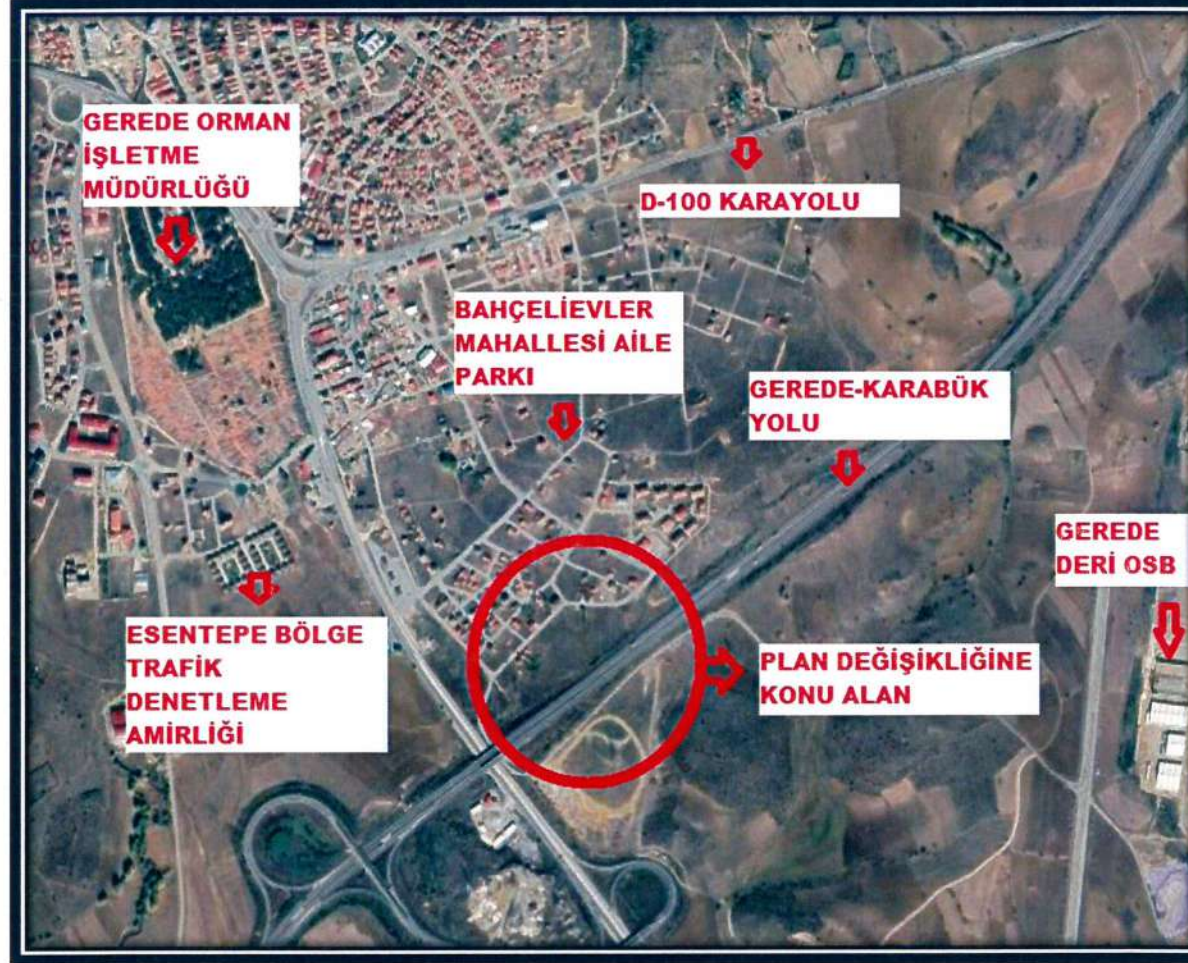 GEREDE ORMAN
İŞLETME
MÜDÜRLÜĞÜ
D-100 KARAYOLU
BAHÇELİEVLER
MAHALLESİ AİLE
PARKI
GEREDE-KARABÜK
YOLU
GEREDE
DERİ OSB
ESENTEPE BÖLGE
TRAFİK
DENETLEME
AMİRLİĞİ
PLAN DEĞİŞİKLİĞİNE
KONU ALAN